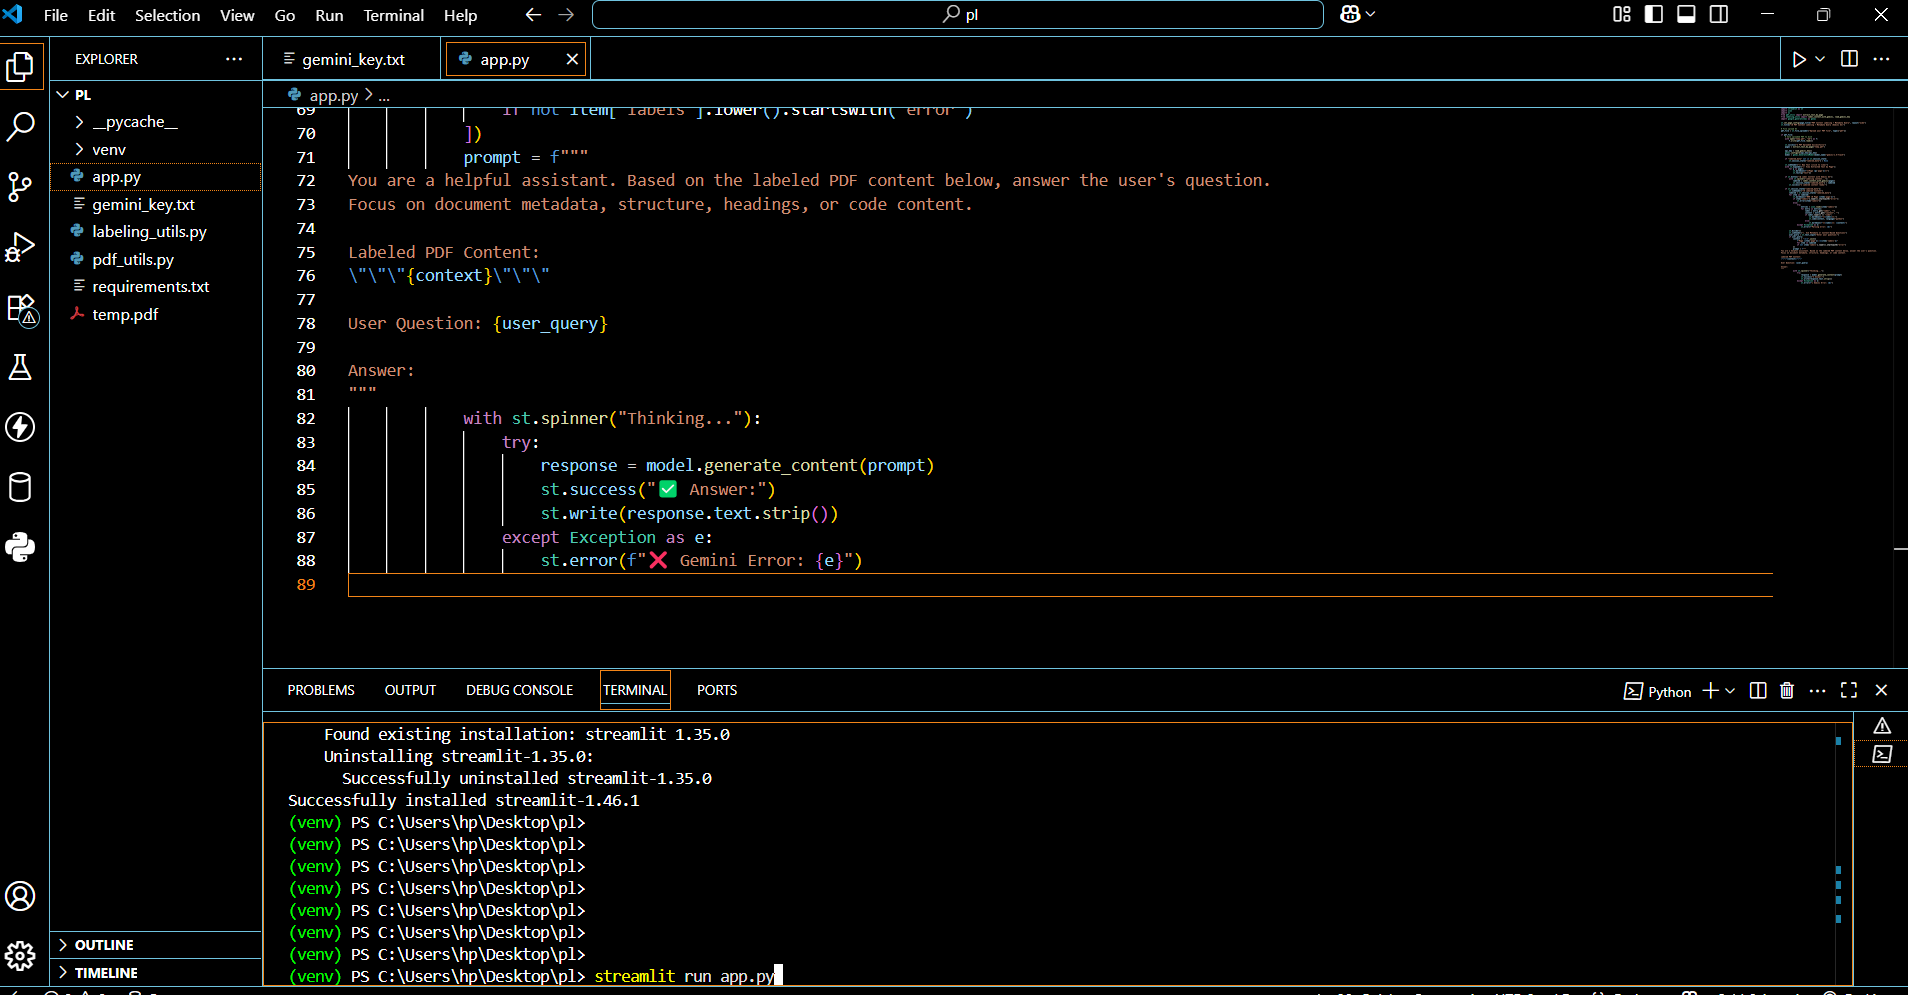 File Edit Selection View Go Run Terminal Help
pl
EXPLORER
gemini_key.txt
app.py
PL
app.py > ...
__pycache__
venv
app.py
gemini_key.txt
labeling_utils.py
pdf_utils.py
requirements.txt
temp.pdf
69 if not item["labels"].lower().startswith("error")
70 ])
71 prompt = f"""
72 You are a helpful assistant. Based on the labeled PDF content below, answer the user's question.
73 Focus on document metadata, structure, headings, or code content.
74
75 Labeled PDF Content:
76 \"\"\"{context}\"\"\"
77
78 User Question: {user_query}
79
80 Answer:
81 """
82 with st.spinner("Thinking..."):
83 try:
84 response = model.generate_content(prompt)
85 st.success("✅ Answer:")
86 st.write(response.text.strip())
87 except Exception as e:
88 st.error(f"❌ Gemini Error: {e}")
89
PROBLEMS OUTPUT DEBUG CONSOLE TERMINAL PORTS
Python
Found existing installation: streamlit 1.35.0
Uninstalling streamlit-1.35.0:
Successfully uninstalled streamlit-1.35.0
Successfully installed streamlit-1.46.1
(venv) PS C:\Users\hp\Desktop\pl>
(venv) PS C:\Users\hp\Desktop\pl>
(venv) PS C:\Users\hp\Desktop\pl>
(venv) PS C:\Users\hp\Desktop\pl>
(venv) PS C:\Users\hp\Desktop\pl>
(venv) PS C:\Users\hp\Desktop\pl>
(venv) PS C:\Users\hp\Desktop\pl>
(venv) PS C:\Users\hp\Desktop\pl> streamlit run app.py
OUTLINE
TIMELINE